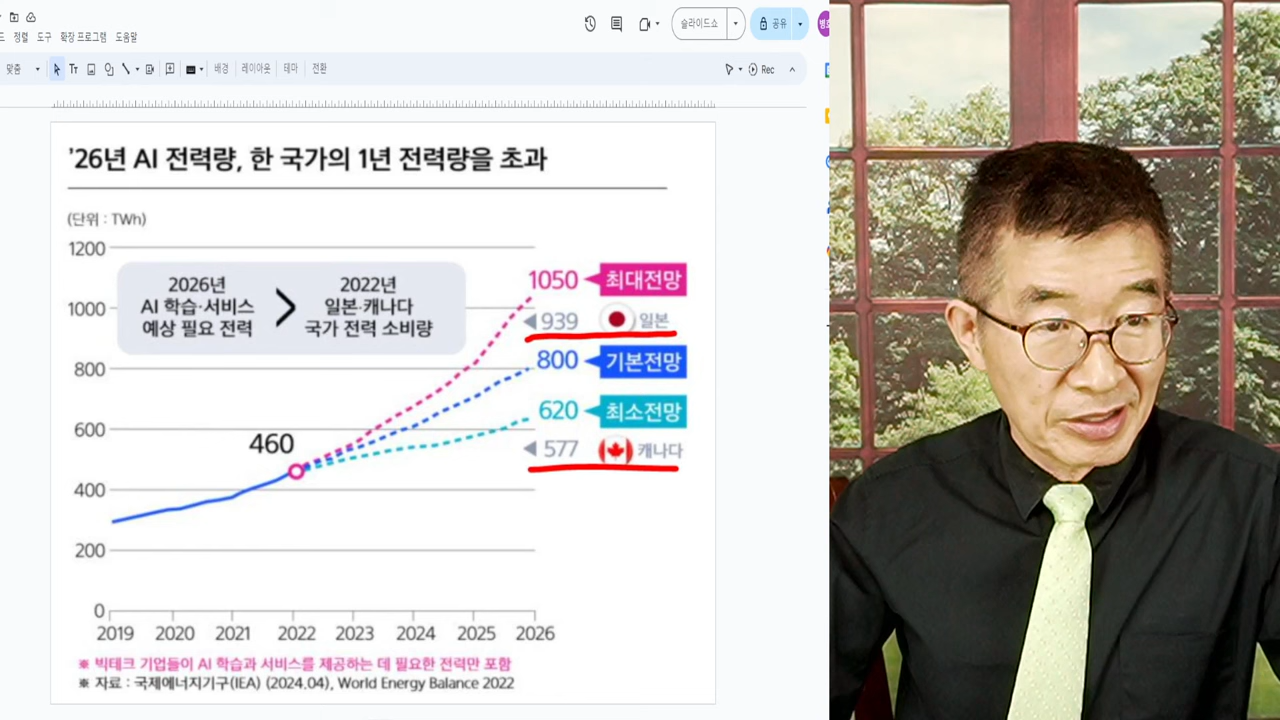 정렬 도구 확장 프로그램 도움말
슬라이드쇼
공유
맞춤
배경 레이아웃 테마 전환
Rec
'26년 AI 전력량, 한 국가의 1년 전력량을 초과
(단위 : TWh)
1200
1000
800
600
400
200
0
2026년
AI 학습·서비스
예상 필요 전력
>
2022년
일본·캐나다
국가 전력 소비량
460
1050 최대전망
939 일본
800 기본전망
620 최소전망
577 캐나다
2019 2020 2021 2022 2023 2024 2025 2026
※ 빅테크 기업들이 AI 학습과 서비스를 제공하는 데 필요한 전력만 포함
※ 자료 : 국제에너지기구(IEA) (2024.04), World Energy Balance 2022